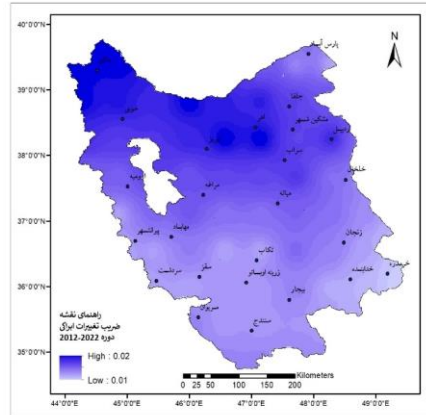 40°0'0"N
39°0'0"N
38°0'0"N
37°0'0"N
36°0'0"N
35°0'0"N
N
پارس آباد
خوی
اهر
مشگین شهر
اردبیل
سراب
خلخال
ارومیه
مراغه
میانه
پیرانشهر
مهاباد
زنجان
تکاب
خرمدره
سردشت
سقز
زرینه اوباتو
خدابنده
بیجار
مریوان
سنندج
راهنمای نقشه
ضریب تغییرات ابراکی
دوره 2022-2012
High : 0.02
Low : 0.01
Kilometers
0 25 50 100 150 200
44°0'0"E 45°0'0"E 46°0'0"E 47°0'0"E 48°0'0"E 49°0'0"E